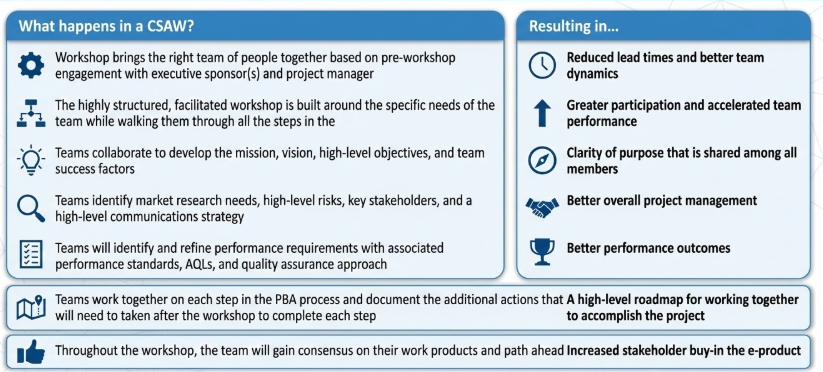 What happens in a CSAW?
Workshop brings the right team of people together based on pre-workshop
engagement with executive sponsor(s) and project manager
The highly structured, facilitated workshop is built around the specific needs of the
team while walking them through all the steps in the
Teams collaborate to develop the mission, vision, high-level objectives, and team
success factors
Teams identify market research needs, high-level risks, key stakeholders, and a
high-level communications strategy
Teams will identify and refine performance requirements with associated
performance standards, AQLs, and quality assurance approach
Resulting in...
Reduced lead times and better team
dynamics
Greater participation and accelerated team
performance
Clarity of purpose that is shared among all
members
Better overall project management
Better performance outcomes
Teams work together on each step in the PBA process and document the additional actions that
will need to taken after the workshop to complete each step
A high-level roadmap for working together
to accomplish the project
Throughout the workshop, the team will gain consensus on their work products and path ahead
Increased stakeholder buy-in the e-product